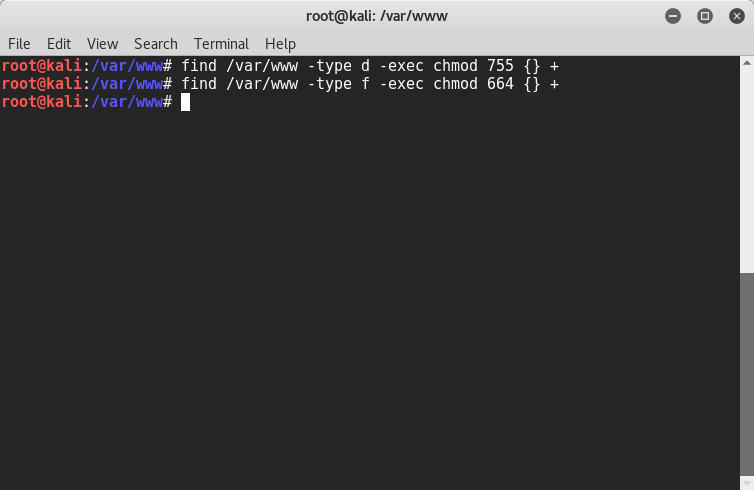 root@kali: /var/www
File Edit View Search Terminal Help
root@kali:/var/www# find /var/www -type d -exec chmod 755 {} +
root@kali:/var/www# find /var/www -type f -exec chmod 664 {} +
root@kali:/var/www#